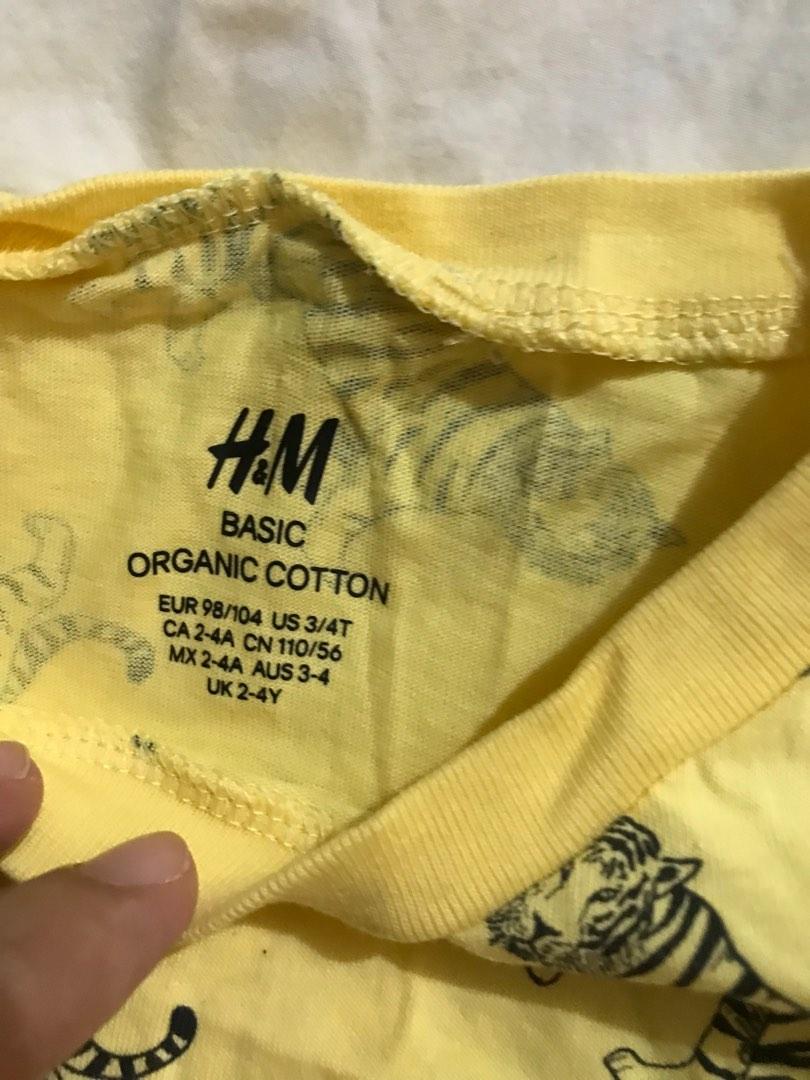 H&M
BASIC
ORGANIC COTTON
EUR 98/104 US 3/4T
CA 2-4A CN 110/56
MX 2-4A AUS 3-4
UK 2-4Y